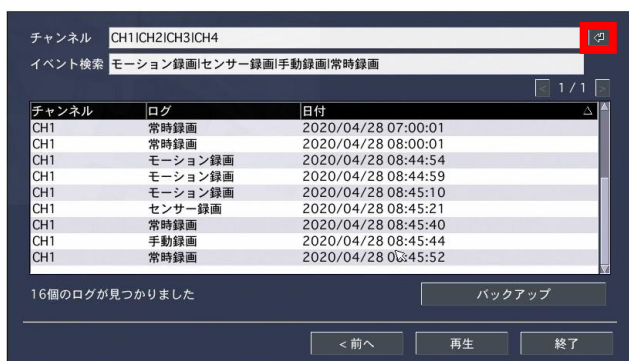 チャンネル CH1|CH2|CH3|CH4
イベント検索 モーション録画|センサー録画|手動録画|常時録画
< 1 / 1 >
チャンネル ログ 日付 △
CH1 常時録画 2020/04/28 07:00:01
CH1 常時録画 2020/04/28 08:00:01
CH1 モーション録画 2020/04/28 08:44:54
CH1 モーション録画 2020/04/28 08:44:59
CH1 モーション録画 2020/04/28 08:45:10
CH1 センサー録画 2020/04/28 08:45:21
CH1 常時録画 2020/04/28 08:45:40
CH1 手動録画 2020/04/28 08:45:44
CH1 常時録画 2020/04/28 08:45:52
16個のログが見つかりました バックアップ
<前へ 再生 終了